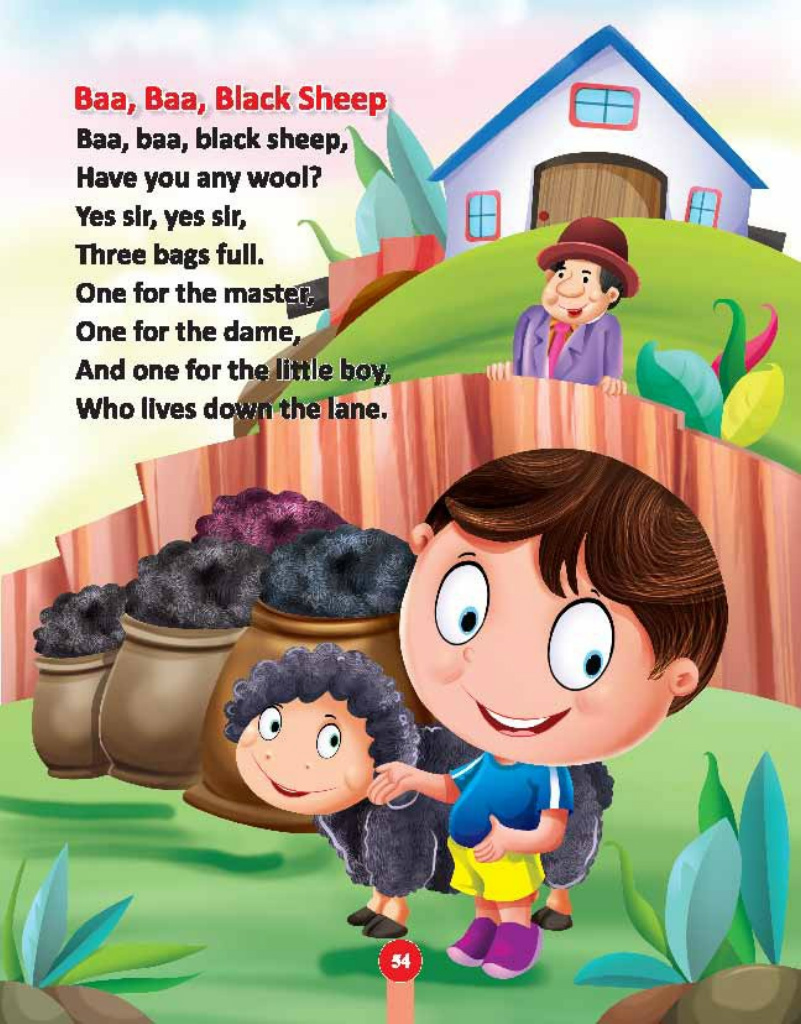 Baa, Baa, Black Sheep
Baa, baa, black sheep,
Have you any wool?
Yes sir, yes sir,
Three bags full.
One for the master,
One for the dame,
And one for the little boy,
Who lives down the lane.
54